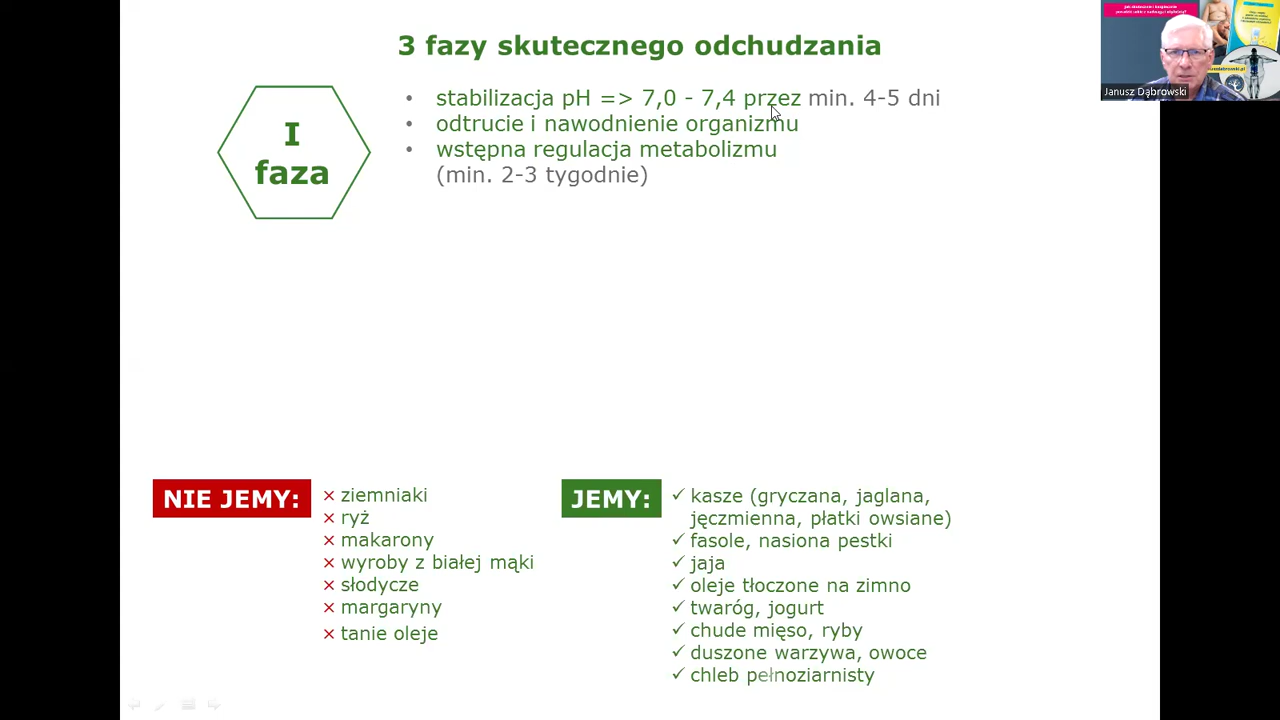 3 fazy skutecznego odchudzania
I
faza
• stabilizacja pH => 7,0 - 7,4 przez min. 4-5 dni
• odtrucie i nawodnienie organizmu
• wstępna regulacja metabolizmu
(min. 2-3 tygodnie)
NIE JEMY:
× ziemniaki
× ryż
× makarony
× wyroby z białej mąki
× słodycze
× margaryny
× tanie oleje
JEMY:
✓ kasze (gryczana, jaglana,
jęczmienna, płatki owsiane)
✓ fasole, nasiona pestki
✓ jaja
✓ oleje tłoczone na zimno
✓ twaróg, jogurt
✓ chude mięso, ryby
✓ duszone warzywa, owoce
✓ chleb pełnoziarnisty
Janusz Dąbrowski